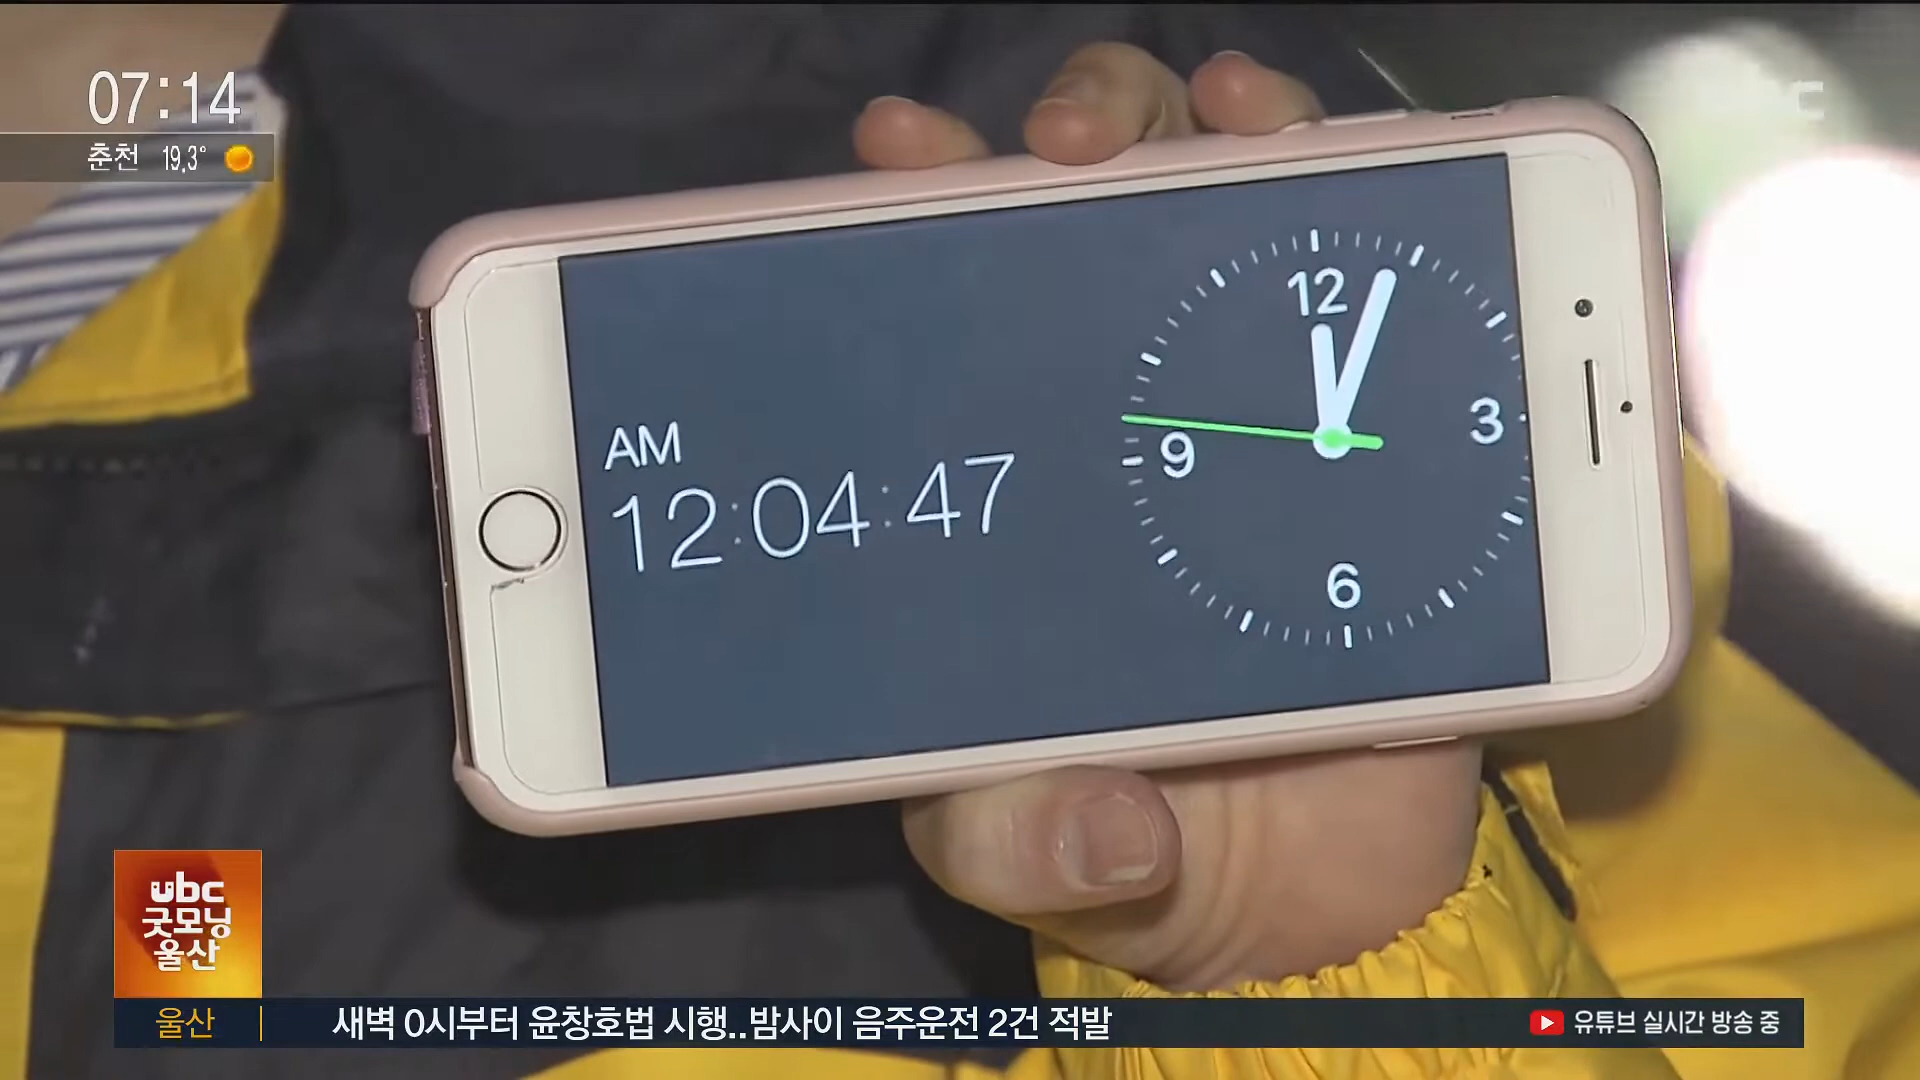 07:14
춘천 19.3°
AM
12:04:47
12
3
6
9
ubc
굿모닝
울산
울산 새벽 0시부터 윤창호법 시행..밤사이 음주운전 2건 적발
유튜브 실시간 방송 중